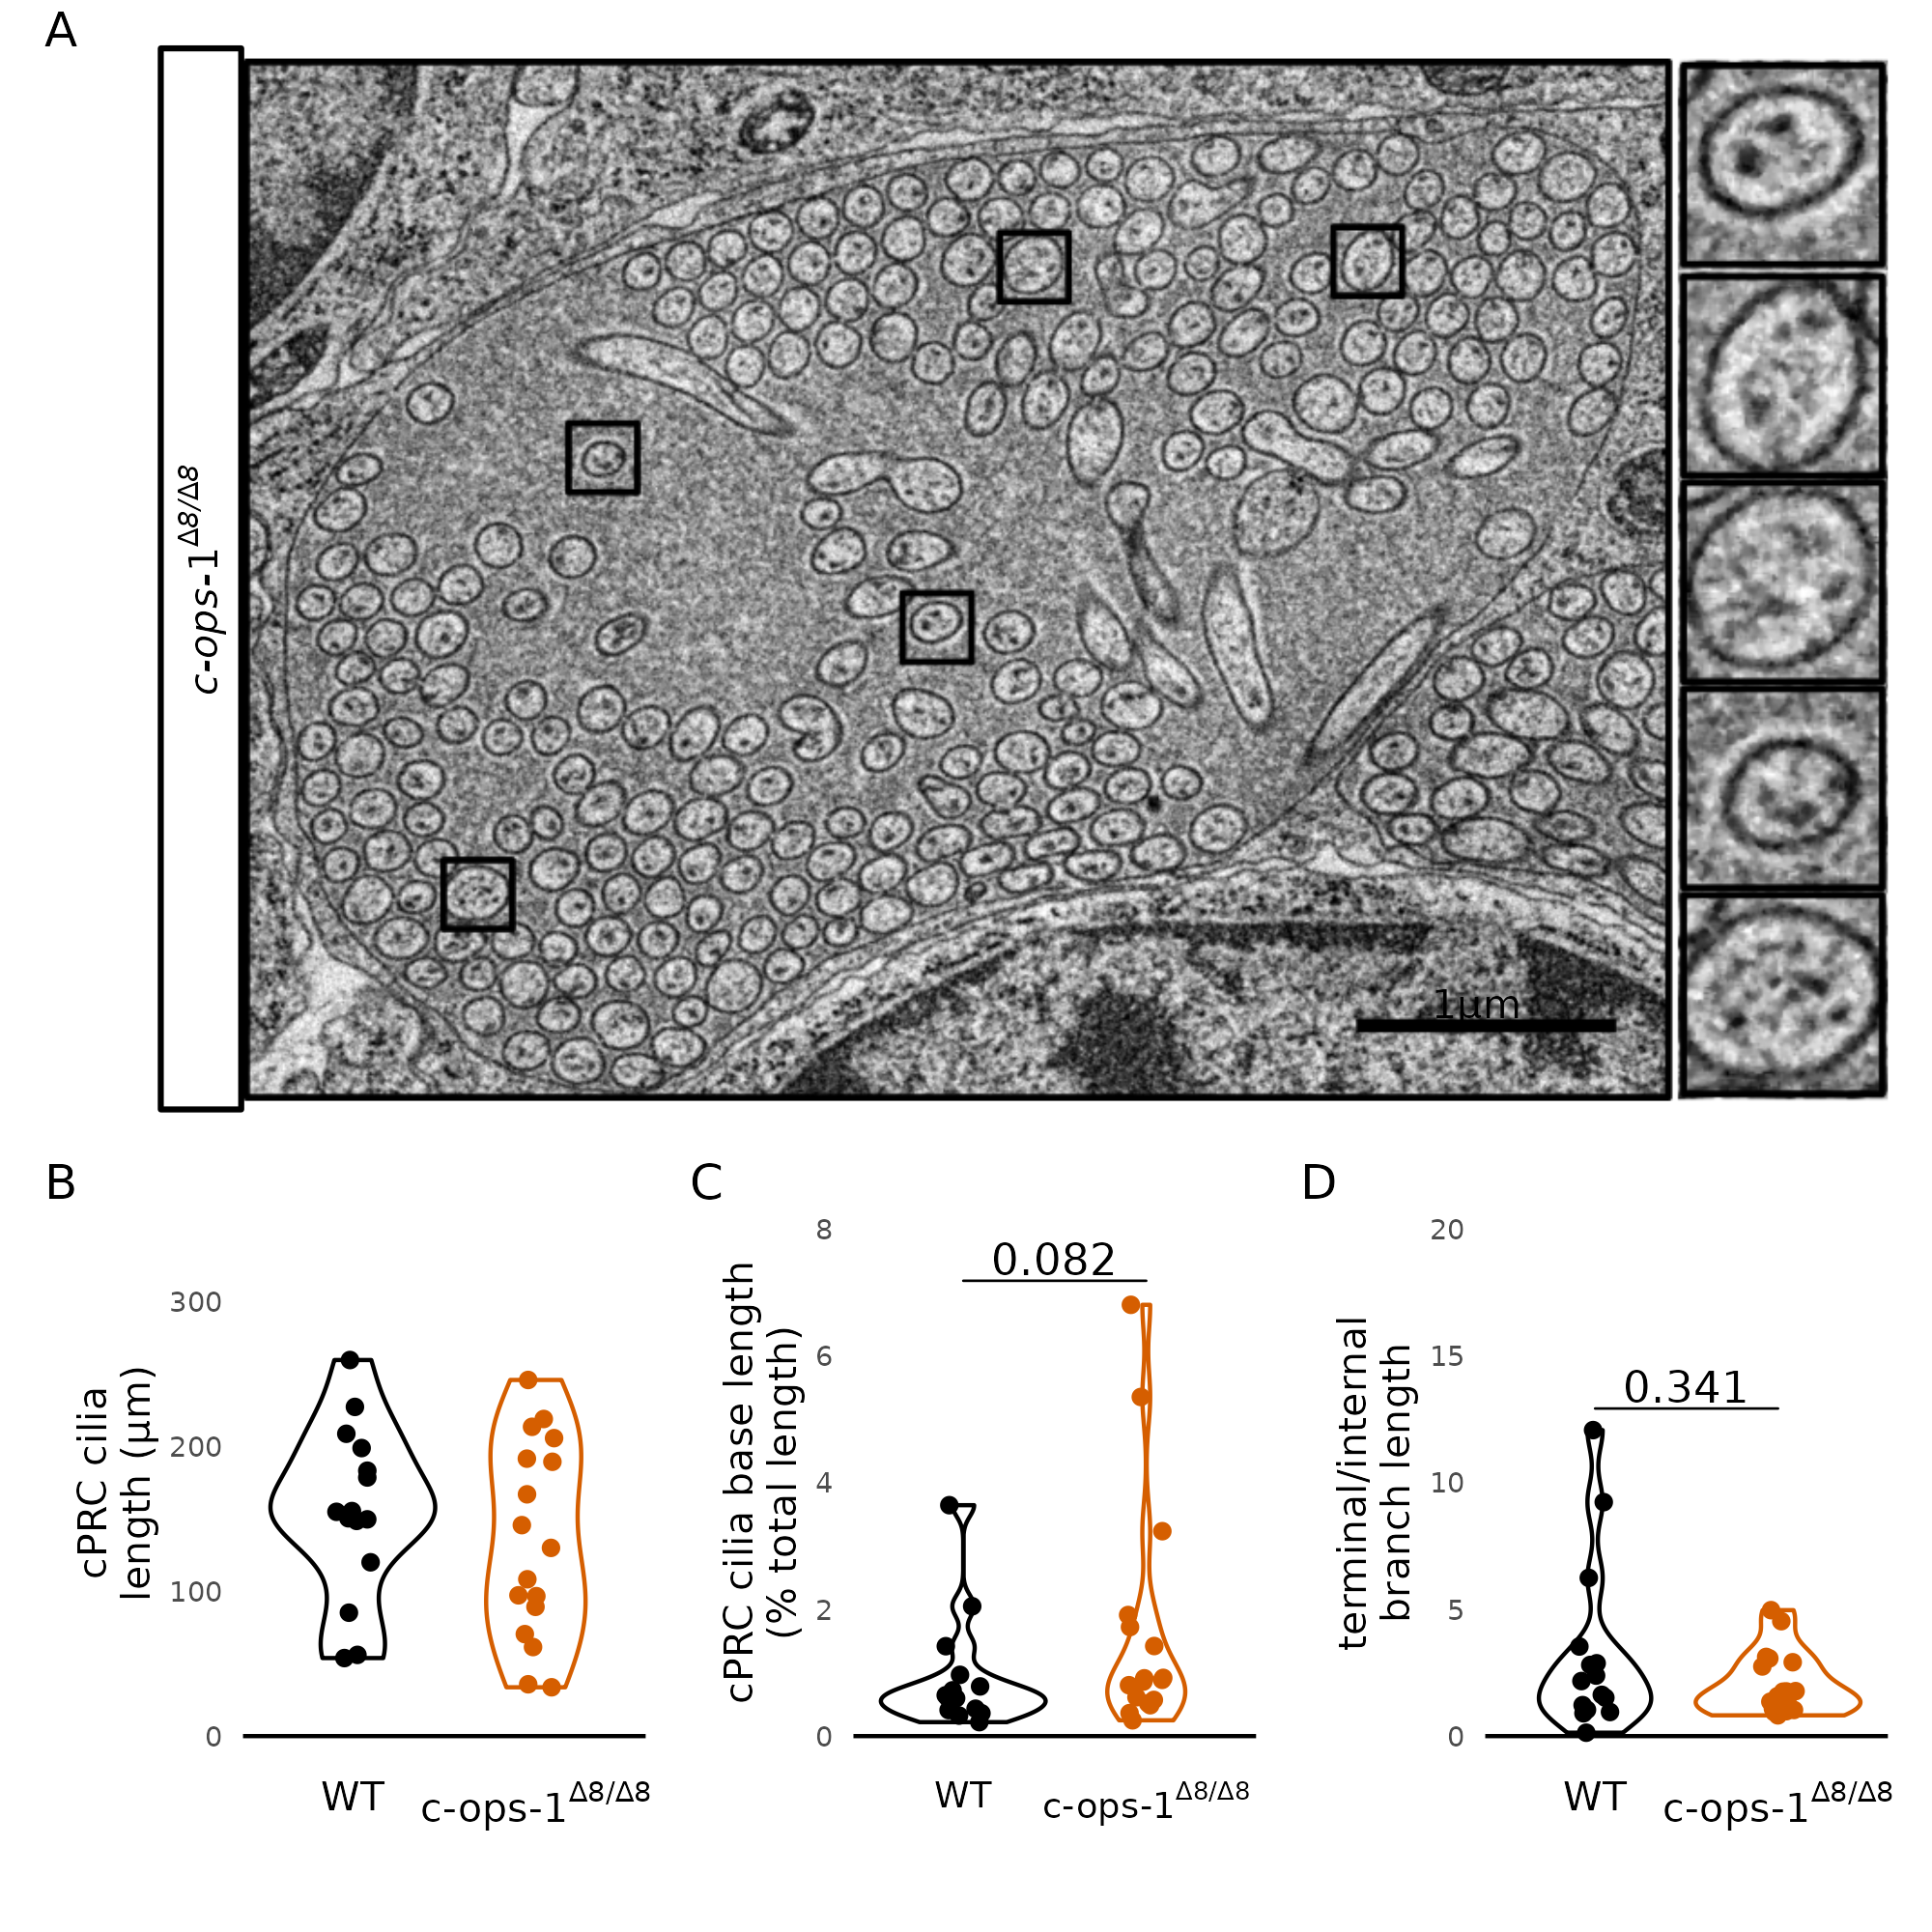 A
c-ops-1Δ8/Δ8
1μm
B
cPRC cilia
length (μm)
300
200
100
0
WT
c-ops-1Δ8/Δ8
C
cPRC cilia base length
(% total length)
8
6
4
2
0
0.082
WT
c-ops-1Δ8/Δ8
D
terminal/internal
branch length
20
15
10
5
0
0.341
WT
c-ops-1Δ8/Δ8